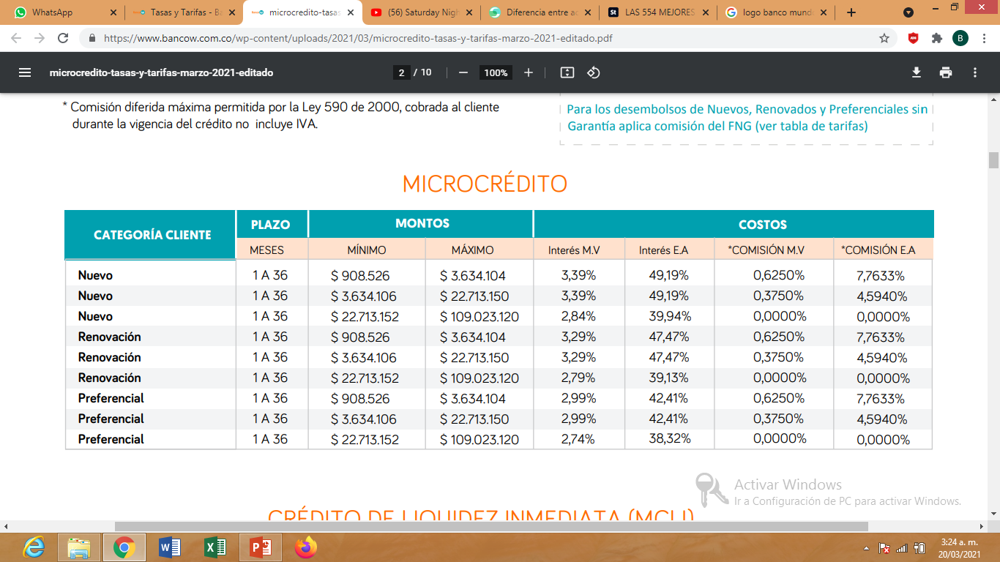 WhatsApp
Tasas y Tarifas - Ba
microcredito-tasas
(56) Saturday Nigh
Diferencia entre ac
LAS 554 MEJORES
logo banco mund
https://www.bancow.com.co/wp-content/uploads/2021/03/microcredito-tasas-y-tarifas-marzo-2021-editado.pdf
B
microcredito-tasas-y-tarifas-marzo-2021-editado
2 / 10
100%
* Comisión diferida máxima permitida por la Ley 590 de 2000, cobrada al cliente
durante la vigencia del crédito no incluye IVA.
Para los desembolsos de Nuevos, Renovados y Preferenciales sin
Garantía aplica comisión del FNG (ver tabla de tarifas)
MICROCRÉDITO
CATEGORÍA CLIENTE PLAZO MONTOS COSTOS
MESES MÍNIMO MÁXIMO Interés M.V Interés E.A *COMISIÓN M.V *COMISIÓN E.A
Nuevo 1 A 36 $ 908.526 $ 3.634.104 3,39% 49,19% 0,6250% 7,7633%
Nuevo 1 A 36 $ 3.634.106 $ 22.713.150 3,39% 49,19% 0,3750% 4,5940%
Nuevo 1 A 36 $ 22.713.152 $ 109.023.120 2,84% 39,94% 0,0000% 0,0000%
Renovación 1 A 36 $ 908.526 $ 3.634.104 3,29% 47,47% 0,6250% 7,7633%
Renovación 1 A 36 $ 3.634.106 $ 22.713.150 3,29% 47,47% 0,3750% 4,5940%
Renovación 1 A 36 $ 22.713.152 $ 109.023.120 2,79% 39,13% 0,0000% 0,0000%
Preferencial 1 A 36 $ 908.526 $ 3.634.104 2,99% 42,41% 0,6250% 7,7633%
Preferencial 1 A 36 $ 3.634.106 $ 22.713.150 2,99% 42,41% 0,3750% 4,5940%
Preferencial 1 A 36 $ 22.713.152 $ 109.023.120 2,74% 38,32% 0,0000% 0,0000%
Activar Windows
Ir a Configuración de PC para activar Windows.
CRÉDITO DE LIQUIDEZ INMEDIATA (MCLI)
3:24 a. m.
20/03/2021